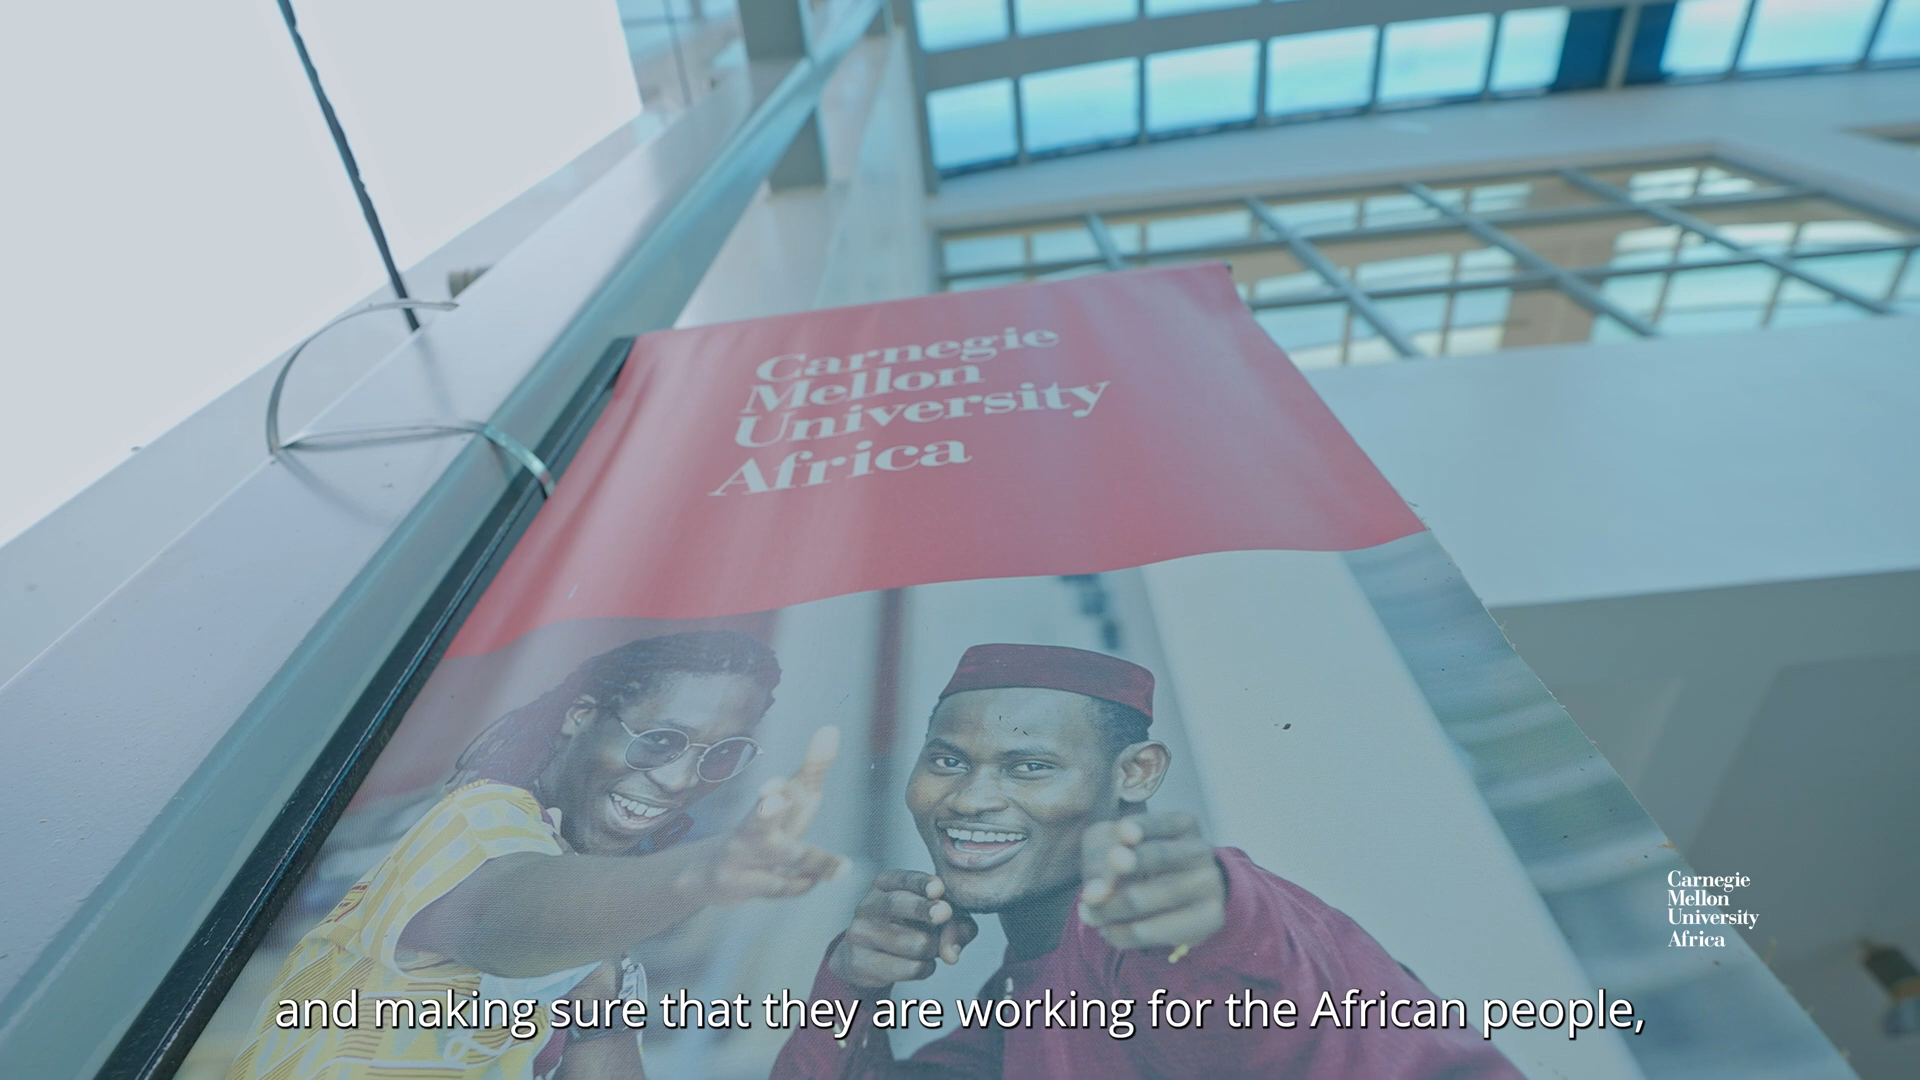 Carnegie
Mellon
University
Africa
Carnegie
Mellon
University
Africa
and making sure that they are working for the African people,